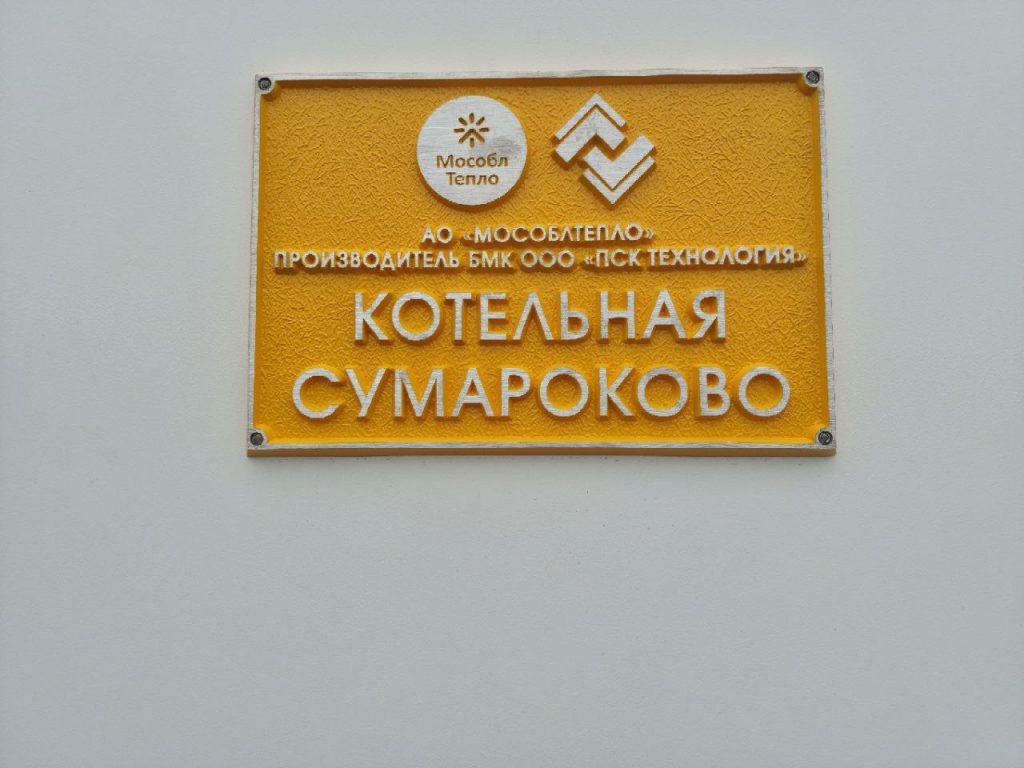 Мособл
Тепло
АО «МОСОБЛТЕПЛО»
ПРОИЗВОДИТЕЛЬ БМК ООО «ПСК ТЕХНОЛОГИЯ»
КОТЕЛЬНАЯ
СУМАРОКОВО